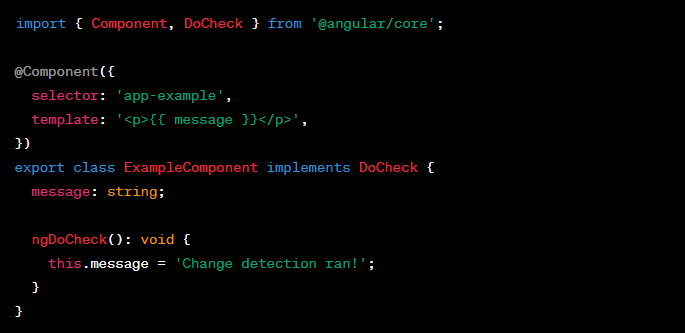 import { Component, DoCheck } from '@angular/core';
@Component({
  selector: 'app-example',
  template: '<p>{{ message }}</p>',
})
export class ExampleComponent implements DoCheck {
  message: string;
  ngDoCheck(): void {
    this.message = 'Change detection ran!';
  }
}